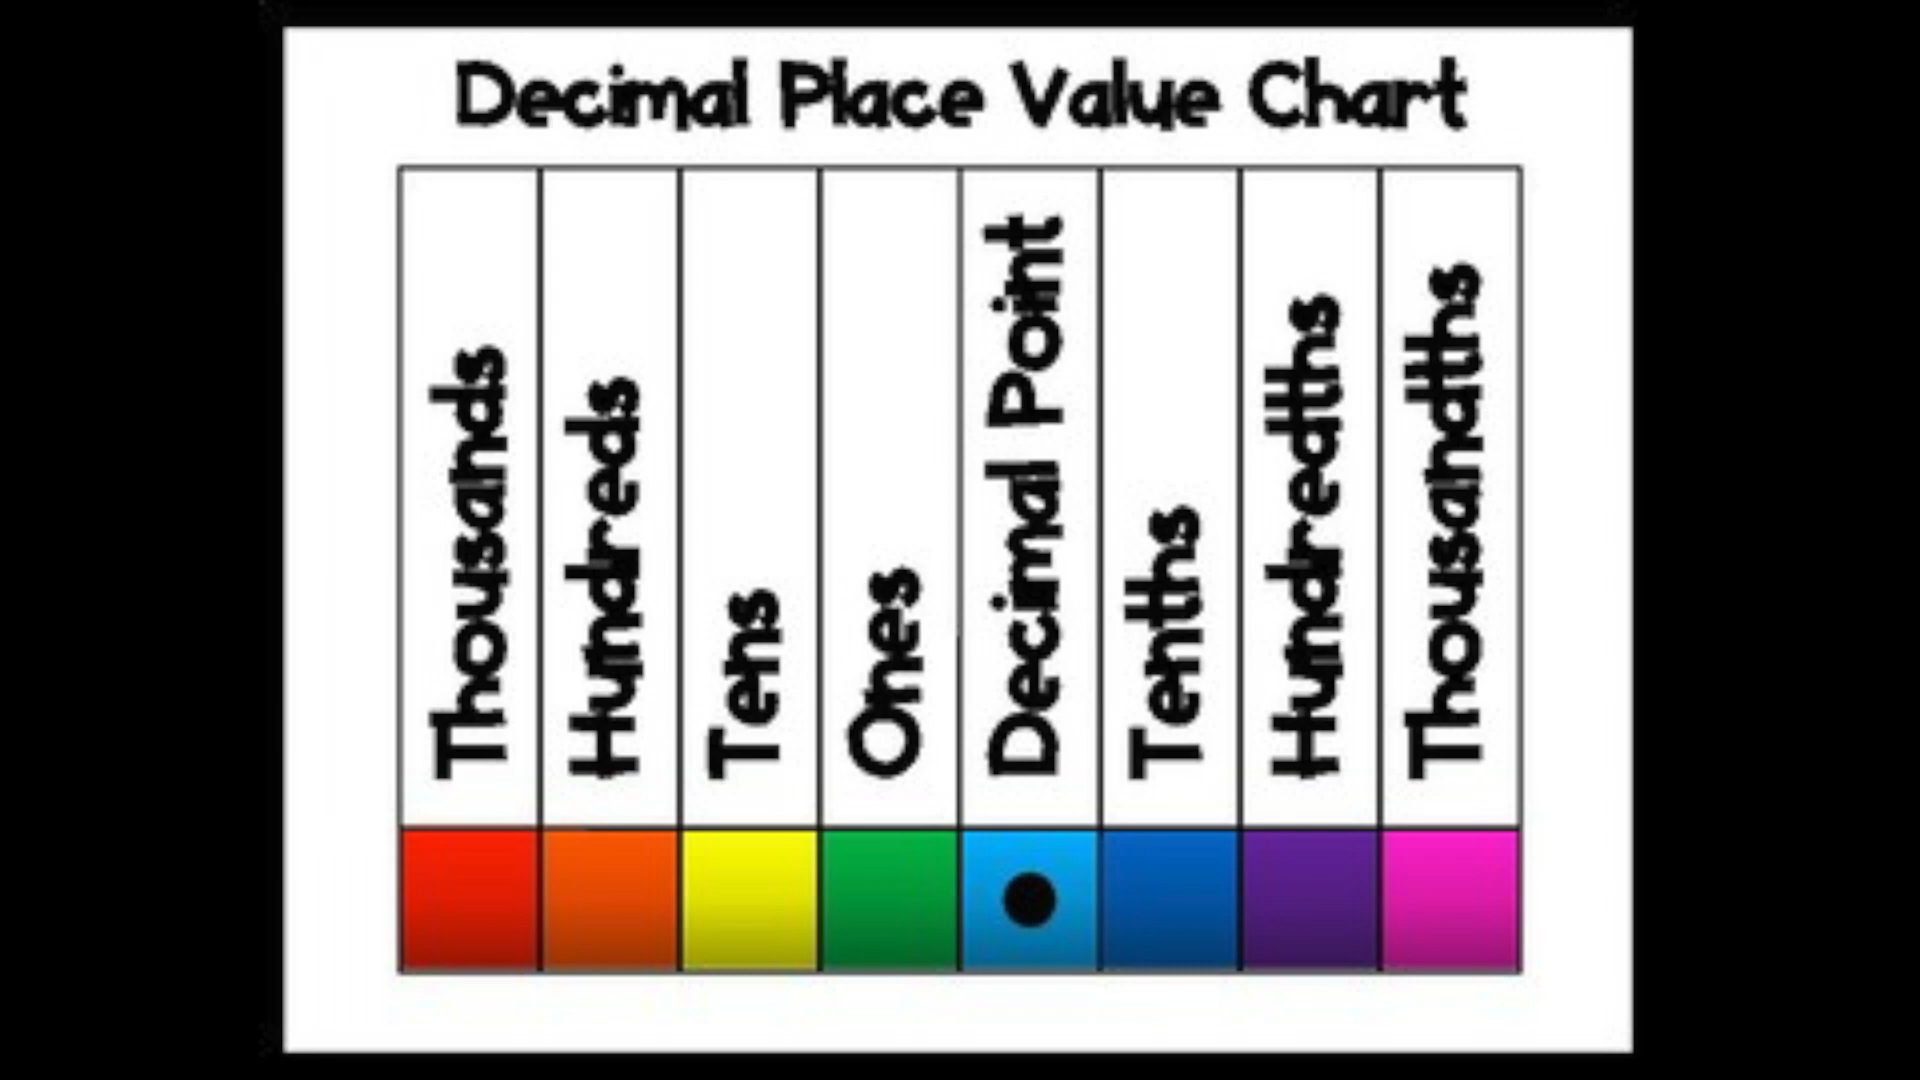 Decimal Place Value Chart
Thousands
Hundreds
Tens
Ones
Decimal Point
Tenths
Hundredths
Thousandths